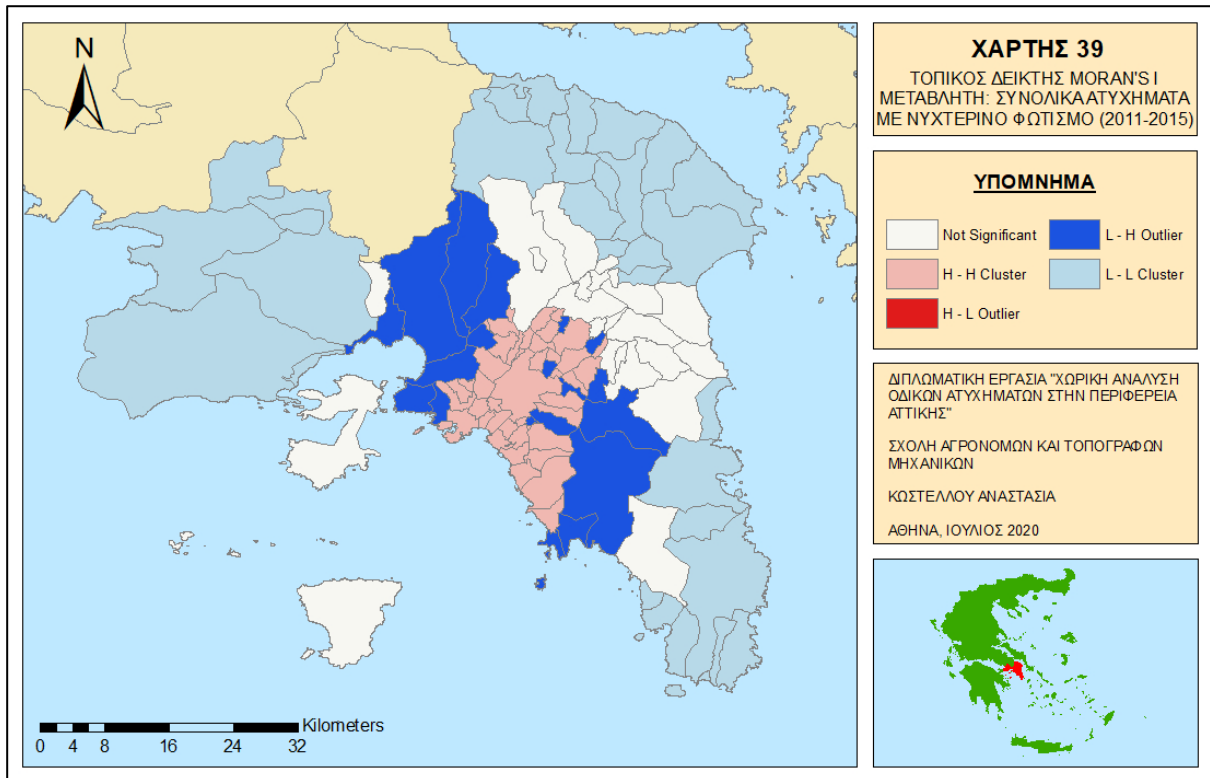 N
Kilometers
0 2 4 8 16 24 32
ΧΑΡΤΗΣ 39
ΤΟΠΙΚΟΣ ΔΕΙΚΤΗΣ MORAN'S I
ΜΕΤΑΒΛΗΤΗ: ΣΥΝΟΛΙΚΑ ΑΤΥΧΗΜΑΤΑ
ΜΕ ΝΥΧΤΕΡΙΝΟ ΦΩΤΙΣΜΟ (2011-2015)
ΥΠΟΜΝΗΜΑ
Not Significant
L - H Outlier
H - H Cluster
L - L Cluster
H - L Outlier
ΔΙΠΛΩΜΑΤΙΚΗ ΕΡΓΑΣΙΑ "ΧΩΡΙΚΗ ΑΝΑΛΥΣΗ
ΟΔΙΚΩΝ ΑΤΥΧΗΜΑΤΩΝ ΣΤΗΝ ΠΕΡΙΦΕΡΕΙΑ
ΑΤΤΙΚΗΣ"
ΣΧΟΛΗ ΑΓΡΟΝΟΜΩΝ ΚΑΙ ΤΟΠΟΓΡΑΦΩΝ
ΜΗΧΑΝΙΚΩΝ
ΚΩΣΤΕΛΛΟΥ ΑΝΑΣΤΑΣΙΑ
ΑΘΗΝΑ, ΙΟΥΛΙΟΣ 2020